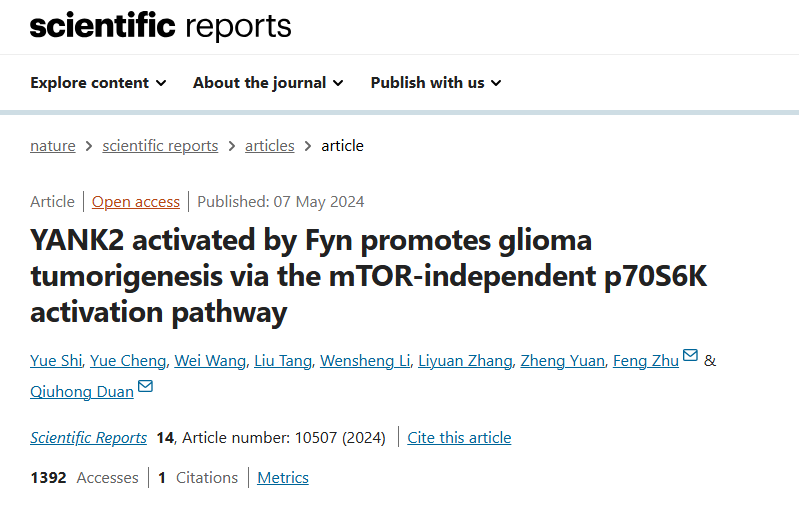 scientific reports
Explore content About the journal Publish with us
nature > scientific reports > articles > article
Article | Open access | Published: 07 May 2024
YANK2 activated by Fyn promotes glioma
tumorigenesis via the mTOR-independent p70S6K
activation pathway
Yue Shi, Yue Cheng, Wei Wang, Liu Tang, Wensheng Li, Liyuan Zhang, Zheng Yuan, Feng Zhu &
Qiuhong Duan
Scientific Reports 14, Article number: 10507 (2024) | Cite this article
1392 Accesses | 1 Citations | Metrics